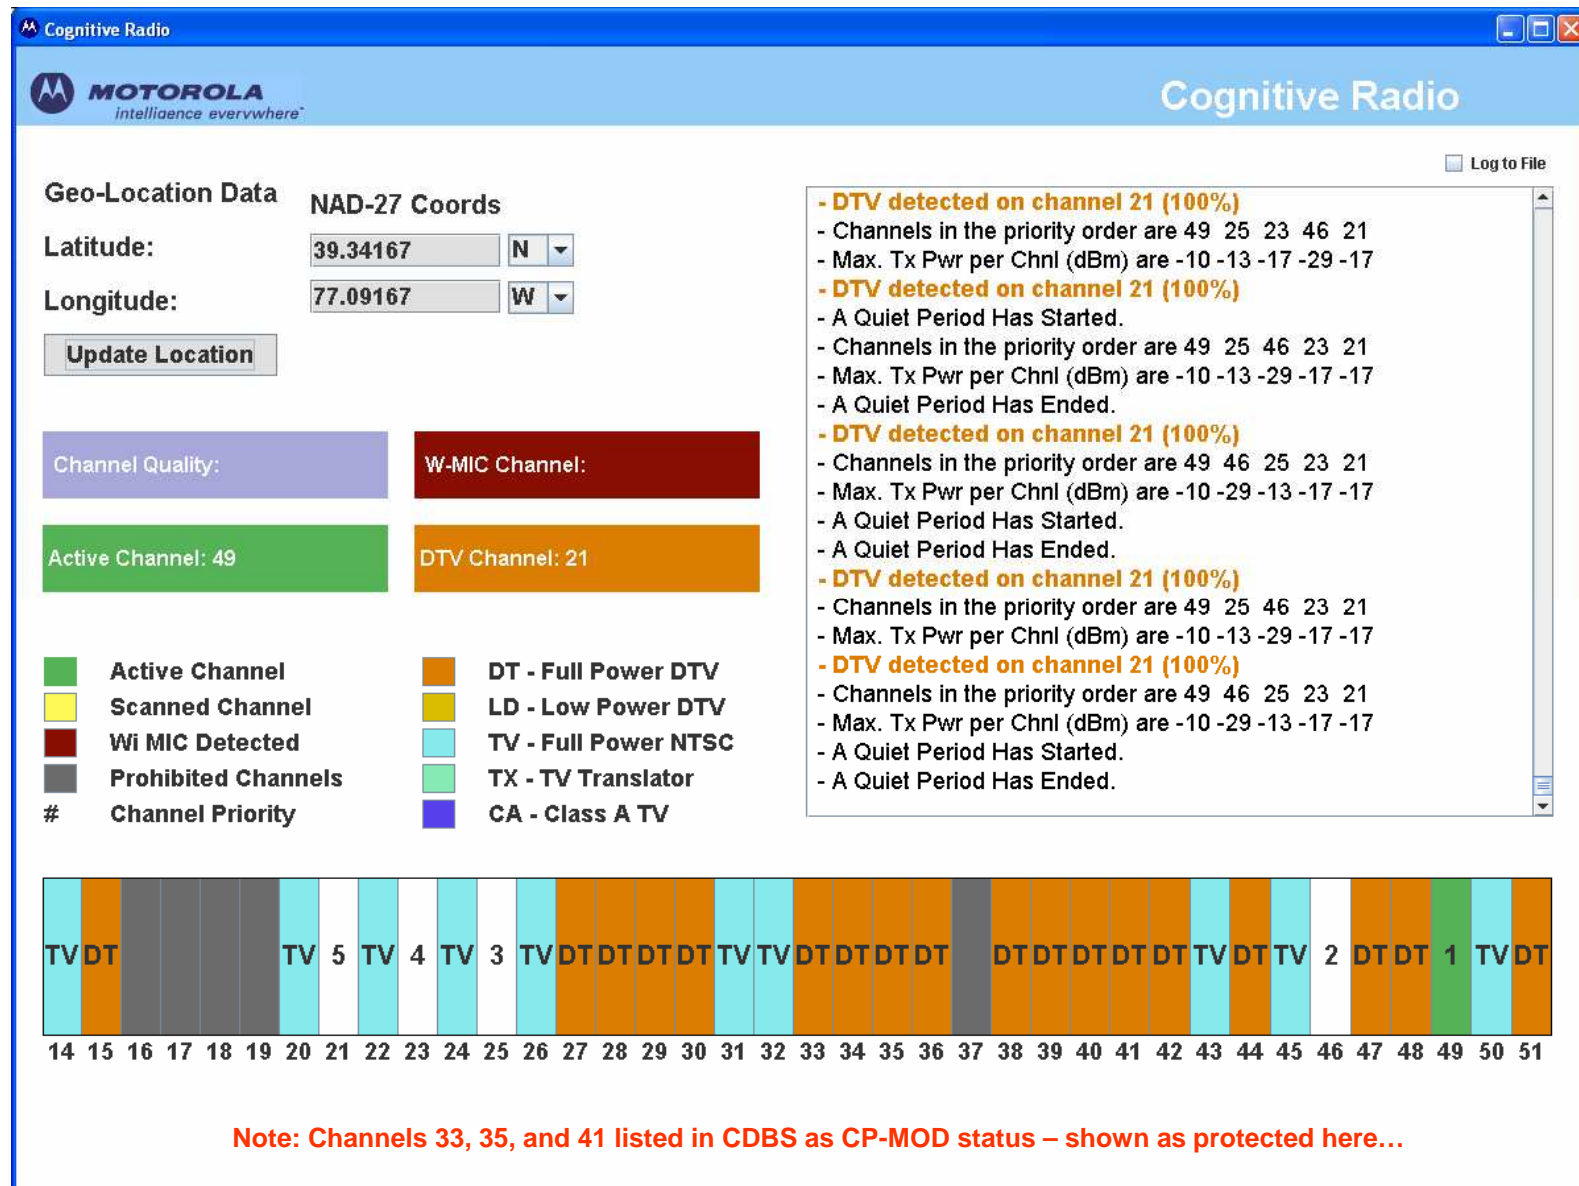 Cognitive Radio
MOTOROLA
intelligence everywhere
Cognitive Radio
Log to File
Geo-Location Data
NAD-27 Coords
Latitude:
39.34167
N
Longitude:
77.09167
W
Update Location
Channel Quality:
W-MIC Channel:
Active Channel: 49
DTV Channel: 21
Active Channel
Scanned Channel
Wi MIC Detected
Prohibited Channels
# Channel Priority
DT - Full Power DTV
LD - Low Power DTV
TV - Full Power NTSC
TX - TV Translator
CA - Class A TV
- DTV detected on channel 21 (100%)
- Channels in the priority order are 49 25 23 46 21
- Max. Tx Pwr per Chnl (dBm) are -10 -13 -17 -29 -17
- DTV detected on channel 21 (100%)
- A Quiet Period Has Started.
- Channels in the priority order are 49 25 46 23 21
- Max. Tx Pwr per Chnl (dBm) are -10 -13 -29 -17 -17
- A Quiet Period Has Ended.
- DTV detected on channel 21 (100%)
- Channels in the priority order are 49 46 25 23 21
- Max. Tx Pwr per Chnl (dBm) are -10 -29 -13 -17 -17
- A Quiet Period Has Started.
- A Quiet Period Has Ended.
- DTV detected on channel 21 (100%)
- Channels in the priority order are 49 25 46 23 21
- Max. Tx Pwr per Chnl (dBm) are -10 -13 -29 -17 -17
- DTV detected on channel 21 (100%)
- Channels in the priority order are 49 46 25 23 21
- Max. Tx Pwr per Chnl (dBm) are -10 -29 -13 -17 -17
- A Quiet Period Has Started.
- A Quiet Period Has Ended.
TV DT TV 5 TV 4 TV 3 TV DT DT DT DT TV TV DT DT DT DT DT DT DT DT DT TV DT TV 2 DT DT 1 TV DT
14 15 16 17 18 19 20 21 22 23 24 25 26 27 28 29 30 31 32 33 34 35 36 37 38 39 40 41 42 43 44 45 46 47 48 49 50 51
Note: Channels 33, 35, and 41 listed in CDBS as CP-MOD status – shown as protected here…